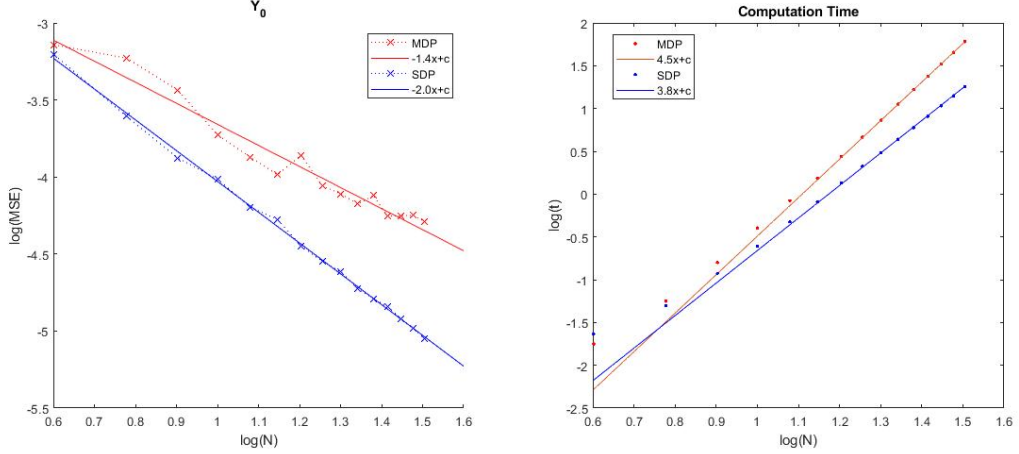 Y0
-3
-3.5
-4
-4.5
-5
-5.5
log(MSE)
0.6
0.7
0.8
0.9
1
1.1
1.2
1.3
1.4
1.5
1.6
log(N)
MDP
-1.4x+c
SDP
-2.0x+c
Computation Time
2
1.5
1
0.5
0
-0.5
-1
-1.5
-2
-2.5
log(t)
0.6
0.7
0.8
0.9
1
1.1
1.2
1.3
1.4
1.5
1.6
log(N)
MDP
4.5x+c
SDP
3.8x+c